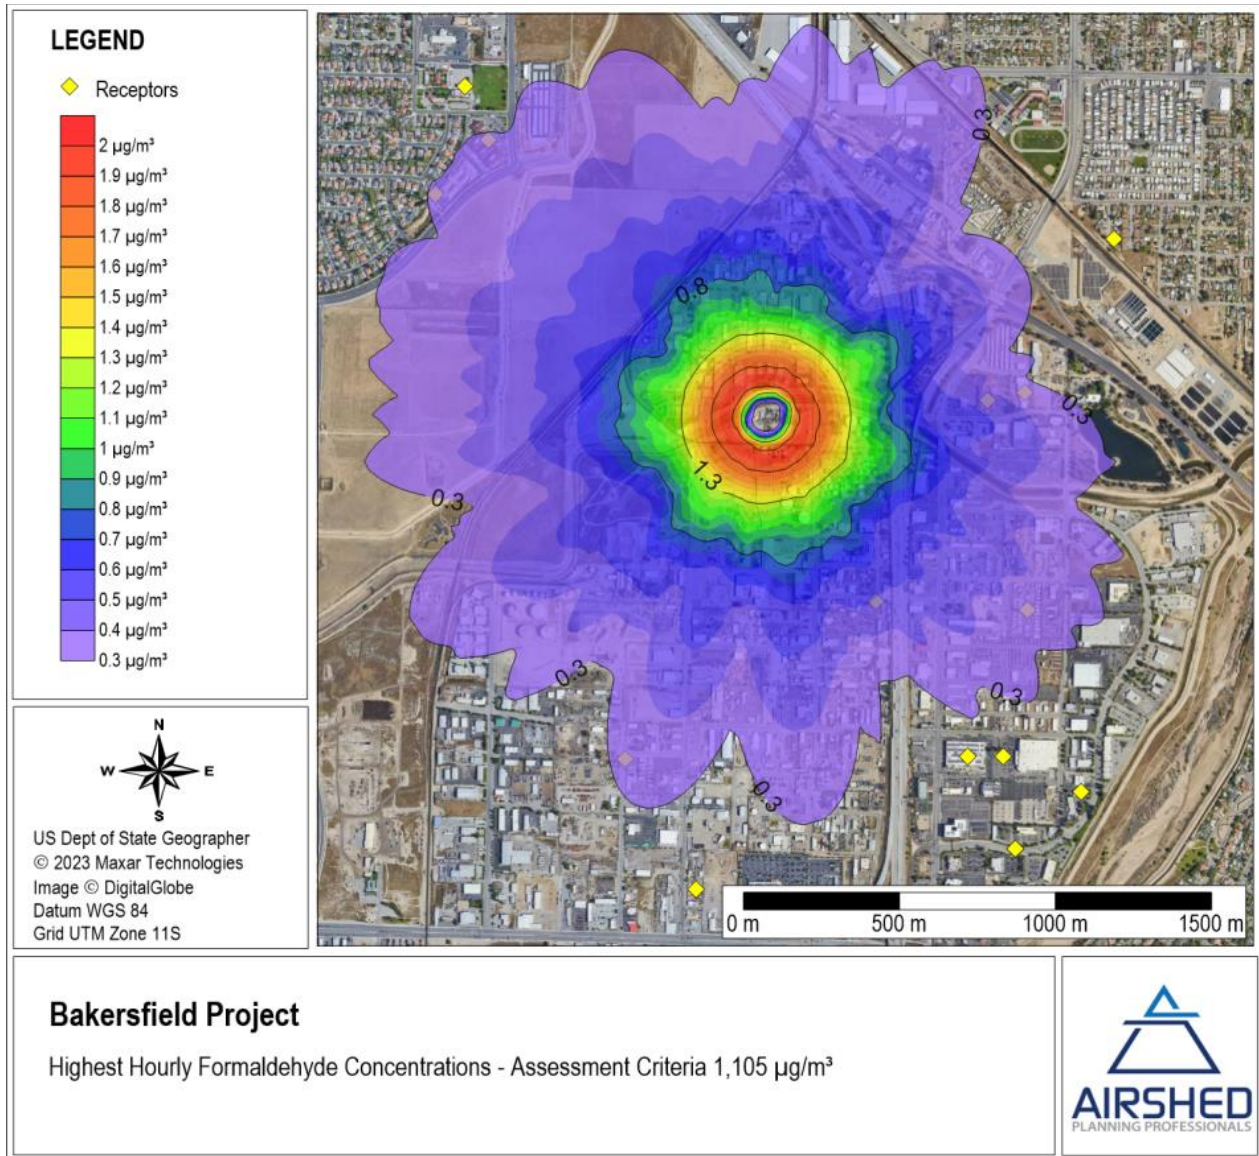 LEGEND
Receptors
2 µg/m³
1.9 µg/m³
1.8 µg/m³
1.7 µg/m³
1.6 µg/m³
1.5 µg/m³
1.4 µg/m³
1.3 µg/m³
1.2 µg/m³
1.1 µg/m³
1 µg/m³
0.9 µg/m³
0.8 µg/m³
0.7 µg/m³
0.6 µg/m³
0.5 µg/m³
0.4 µg/m³
0.3 µg/m³
0.3
0.8
0.3
1.3
0.3
0.3
0.3
0.3
0 m 500 m 1000 m 1500 m
N
W E
S
US Dept of State Geographer
© 2023 Maxar Technologies
Image © DigitalGlobe
Datum WGS 84
Grid UTM Zone 11S
Bakersfield Project
Highest Hourly Formaldehyde Concentrations - Assessment Criteria 1,105 µg/m³
AIRSHED
PLANNING PROFESSIONALS